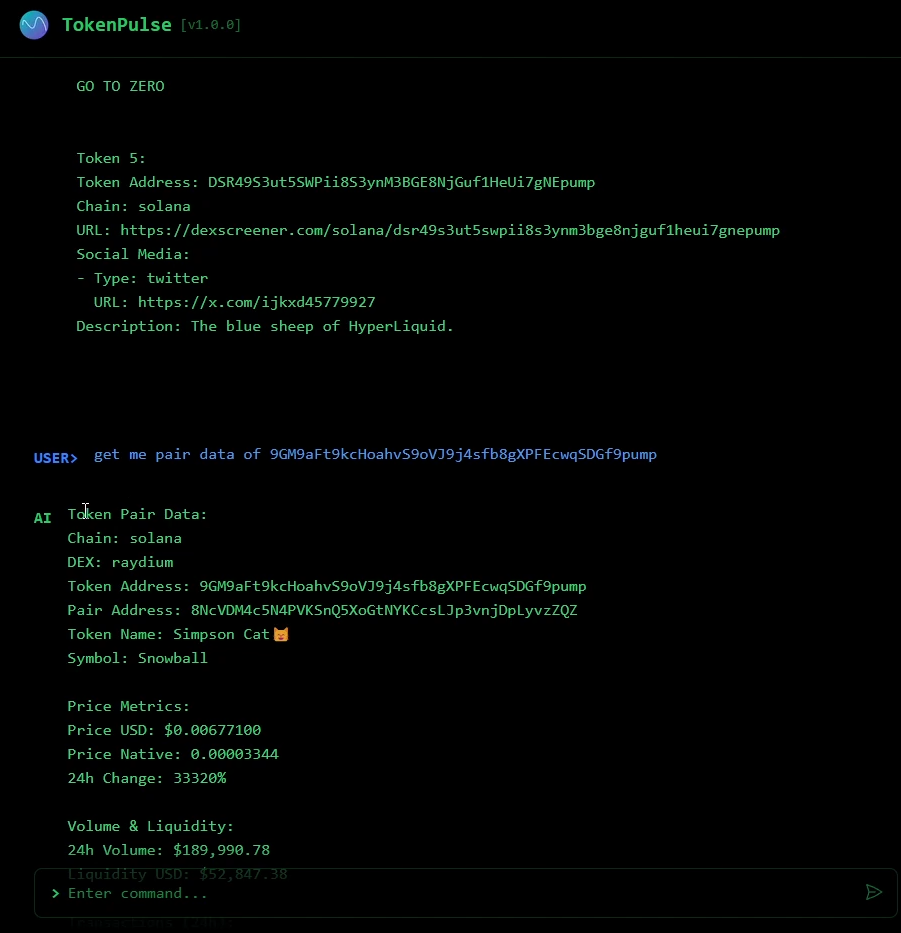 TokenPulse [v1.0.0]
GO TO ZERO
Token 5:
Token Address: DSR49S3ut5SWPii8S3ynM3BGE8NjGuf1HeUi7gNEpump
Chain: solana
URL: https://dexscreener.com/solana/dsr49s3ut5swpii8s3ynm3bge8njguf1heui7gnepump
Social Media:
- Type: twitter
URL: https://x.com/ijkxd45779927
Description: The blue sheep of HyperLiquid.
USER> get me pair data of 9GM9aFt9kcHoahvS9oVJ9j4sfb8gXPFEcwqSDGf9pump
AI Token Pair Data:
Chain: solana
DEX: raydium
Token Address: 9GM9aFt9kcHoahvS9oVJ9j4sfb8gXPFEcwqSDGf9pump
Pair Address: 8NcVDM4c5N4PVKSnQ5XoGtNYKCcsLJp3vnjDpLyvzZQZ
Token Name: Simpson Cat😸
Symbol: Snowball
Price Metrics:
Price USD: $0.00677100
Price Native: 0.00003344
24h Change: 33320%
Volume & Liquidity:
24h Volume: $189,990.78
Liquidity USD: $52,847.38
> Enter command...
Transactions (24h):